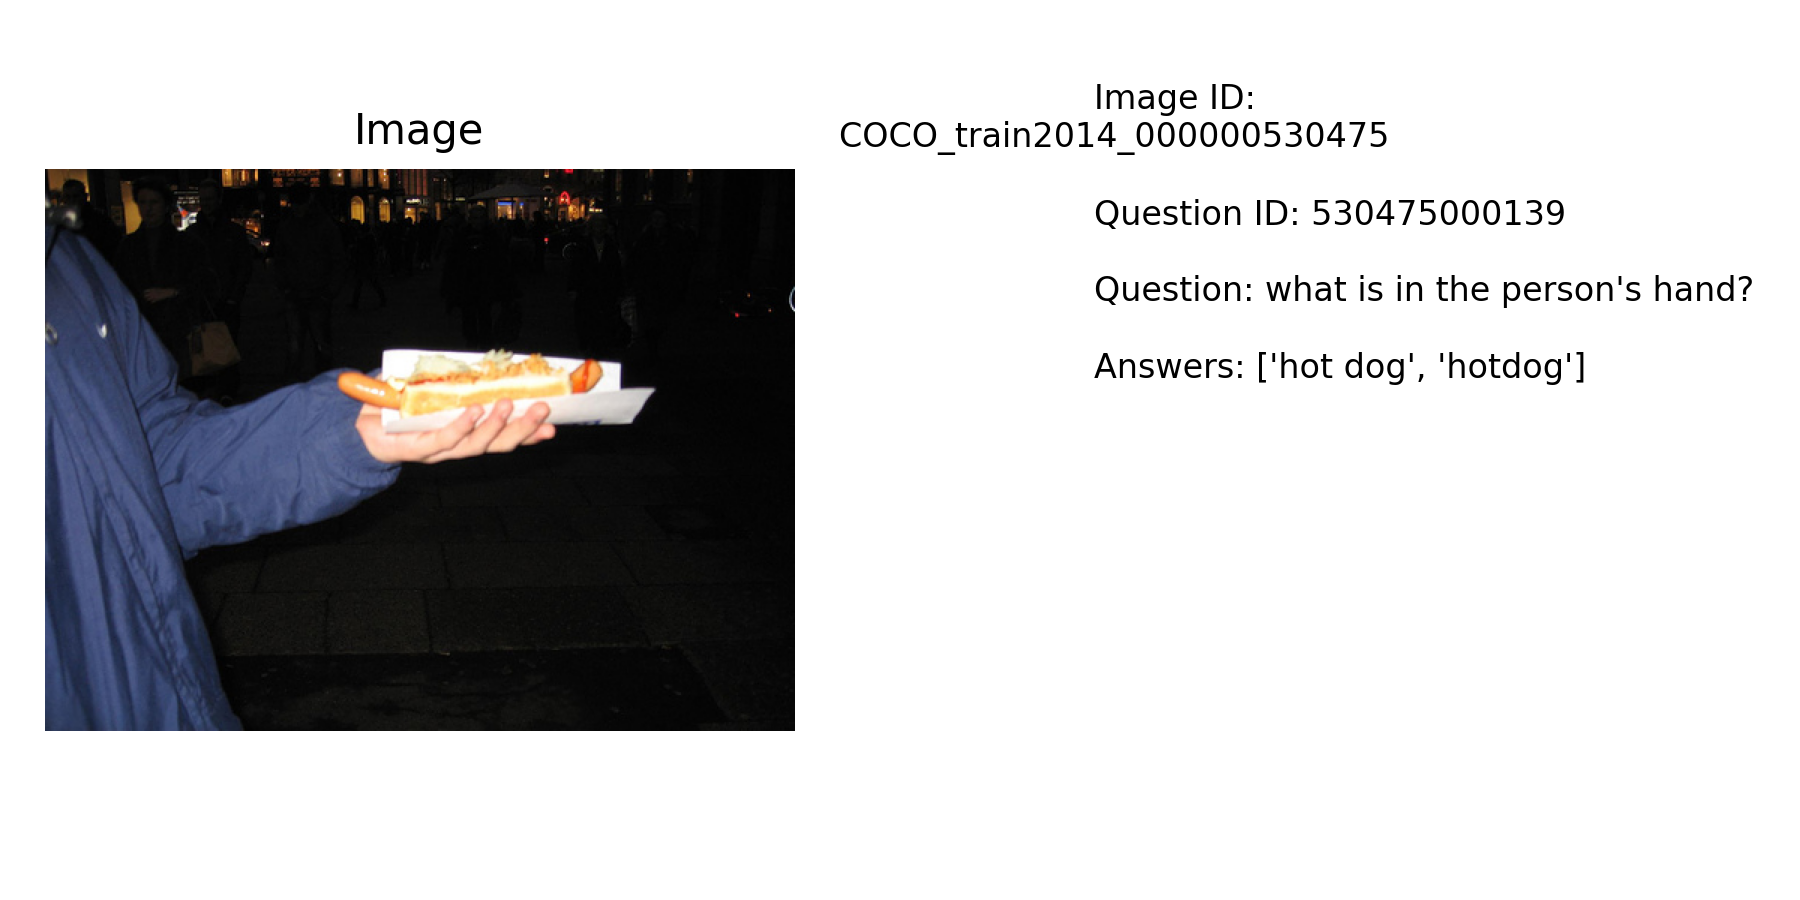 Image
Image ID:
COCO_train2014_000000530475
Question ID: 530475000139
Question: what is in the person's hand?
Answers: ['hot dog', 'hotdog']